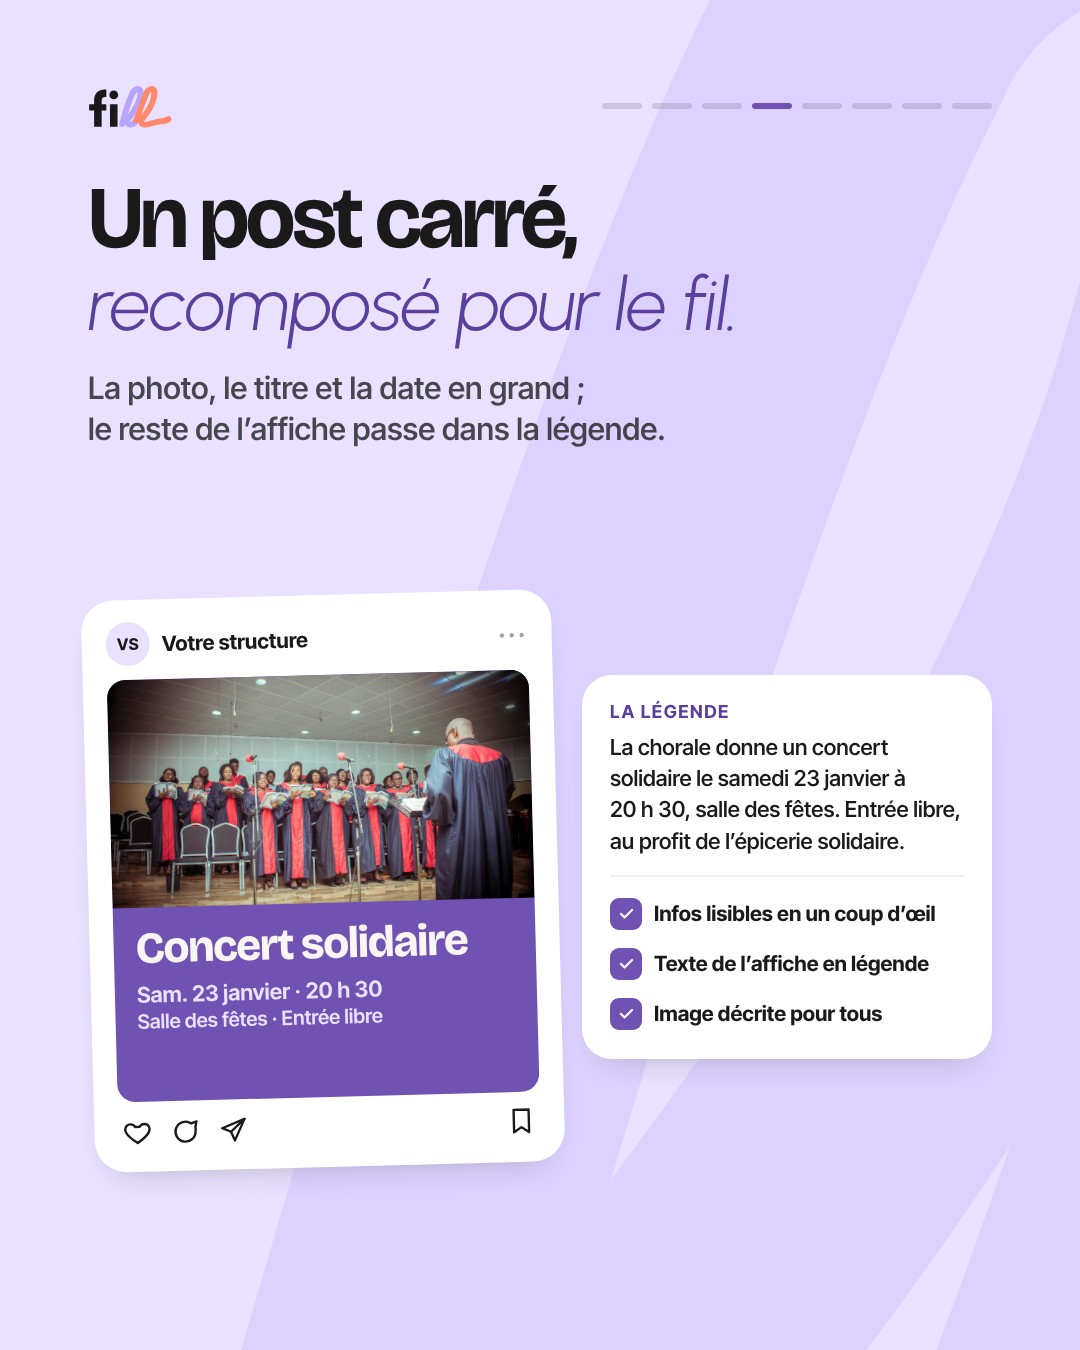 fill
Un post carré,
recomposé pour le fil.
La photo, le titre et la date en grand ;
le reste de l’affiche passe dans la légende.
VS
Votre structure
Concert solidaire
Sam. 23 janvier · 20 h 30
Salle des fêtes · Entrée libre
LA LÉGENDE
La chorale donne un concert
solidaire le samedi 23 janvier à
20 h 30, salle des fêtes. Entrée libre,
au profit de l’épicerie solidaire.
Infos lisibles en un coup d’œil
Texte de l’affiche en légende
Image décrite pour tous